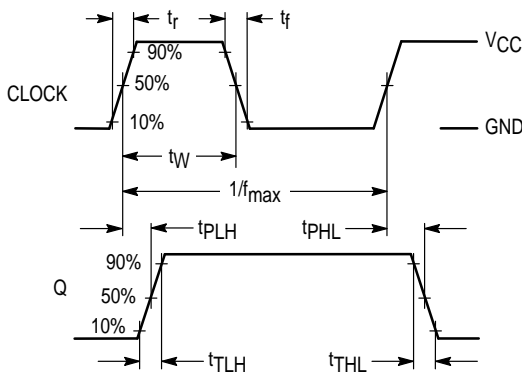 tr
tf
90%
VCC
CLOCK
50%
10%
GND
tW
1/fmax
tPLH
tPHL
90%
Q
50%
10%
tTLH
tTHL